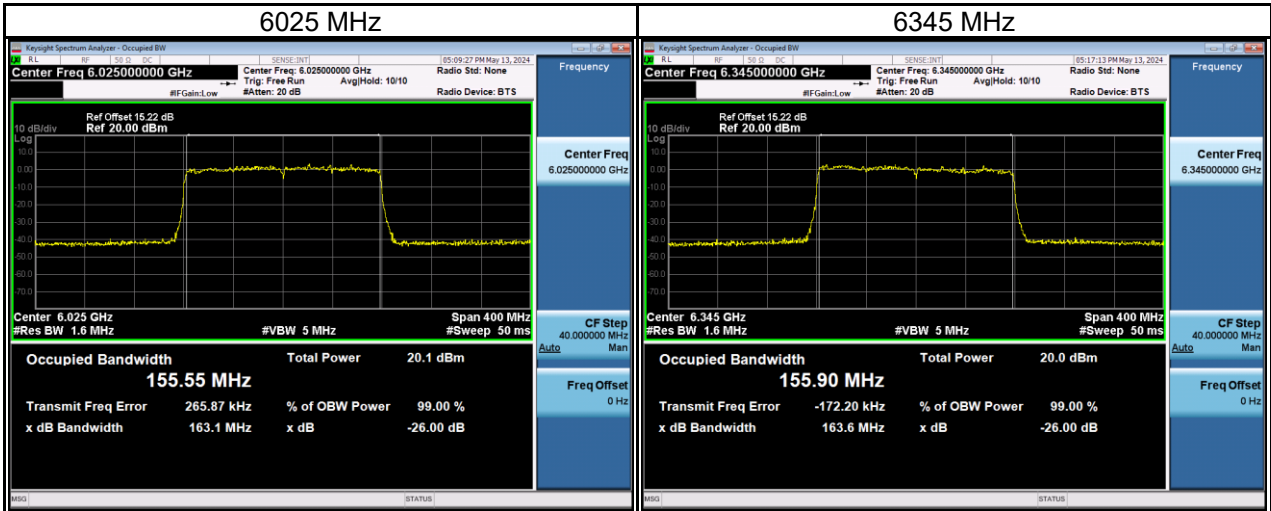 6025 MHz
6345 MHz
Keysight Spectrum Analyzer - Occupied BW
RL RF 50 Ω DC SENSE:INT 05:09:27 PM May 13, 2024
Center Freq 6.025000000 GHz
Center Freq: 6.025000000 GHz
Radio Std: None
Trig: Free Run Avg|Hold: 10/10
#IFGain:Low #Atten: 20 dB Radio Device: BTS
Ref Offset 15.22 dB
10 dB/div Ref 20.00 dBm
Log
10.0
0.00
-10.0
-20.0
-30.0
-40.0
-50.0
-60.0
-70.0
Center 6.025 GHz Span 400 MHz
#Res BW 1.6 MHz #VBW 5 MHz #Sweep 50 ms
Occupied Bandwidth Total Power 20.1 dBm
155.55 MHz
Transmit Freq Error 265.87 kHz % of OBW Power 99.00 %
x dB Bandwidth 163.1 MHz x dB -26.00 dB
MSG STATUS
Frequency
Center Freq
6.025000000 GHz
CF Step
40.000000 MHz
Auto Man
Freq Offset
0 Hz
Keysight Spectrum Analyzer - Occupied BW
RL RF 50 Ω DC SENSE:INT 05:17:13 PM May 13, 2024
Center Freq 6.345000000 GHz
Center Freq: 6.345000000 GHz
Radio Std: None
Trig: Free Run Avg|Hold: 10/10
#IFGain:Low #Atten: 20 dB Radio Device: BTS
Ref Offset 15.22 dB
10 dB/div Ref 20.00 dBm
Log
10.0
0.00
-10.0
-20.0
-30.0
-40.0
-50.0
-60.0
-70.0
Center 6.345 GHz Span 400 MHz
#Res BW 1.6 MHz #VBW 5 MHz #Sweep 50 ms
Occupied Bandwidth Total Power 20.0 dBm
155.90 MHz
Transmit Freq Error -172.20 kHz % of OBW Power 99.00 %
x dB Bandwidth 163.6 MHz x dB -26.00 dB
MSG STATUS
Frequency
Center Freq
6.345000000 GHz
CF Step
40.000000 MHz
Auto Man
Freq Offset
0 Hz